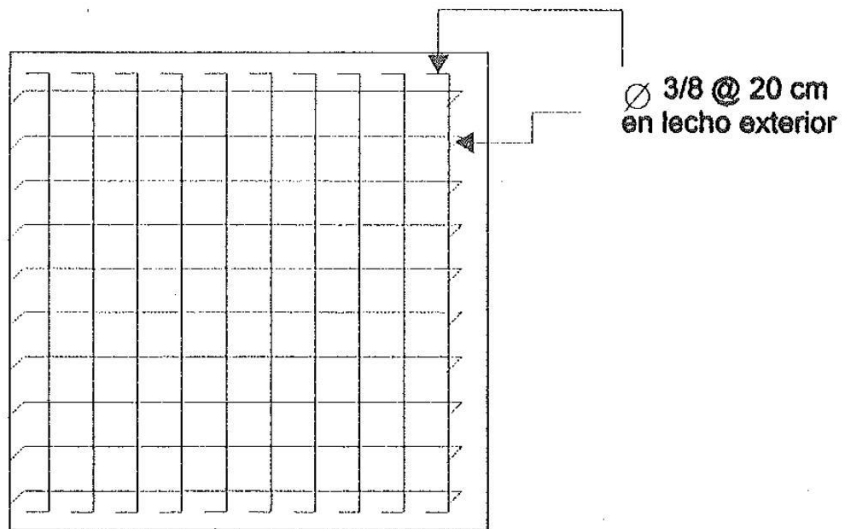 ∅ 3/8 @ 20 cm
en lecho exterior